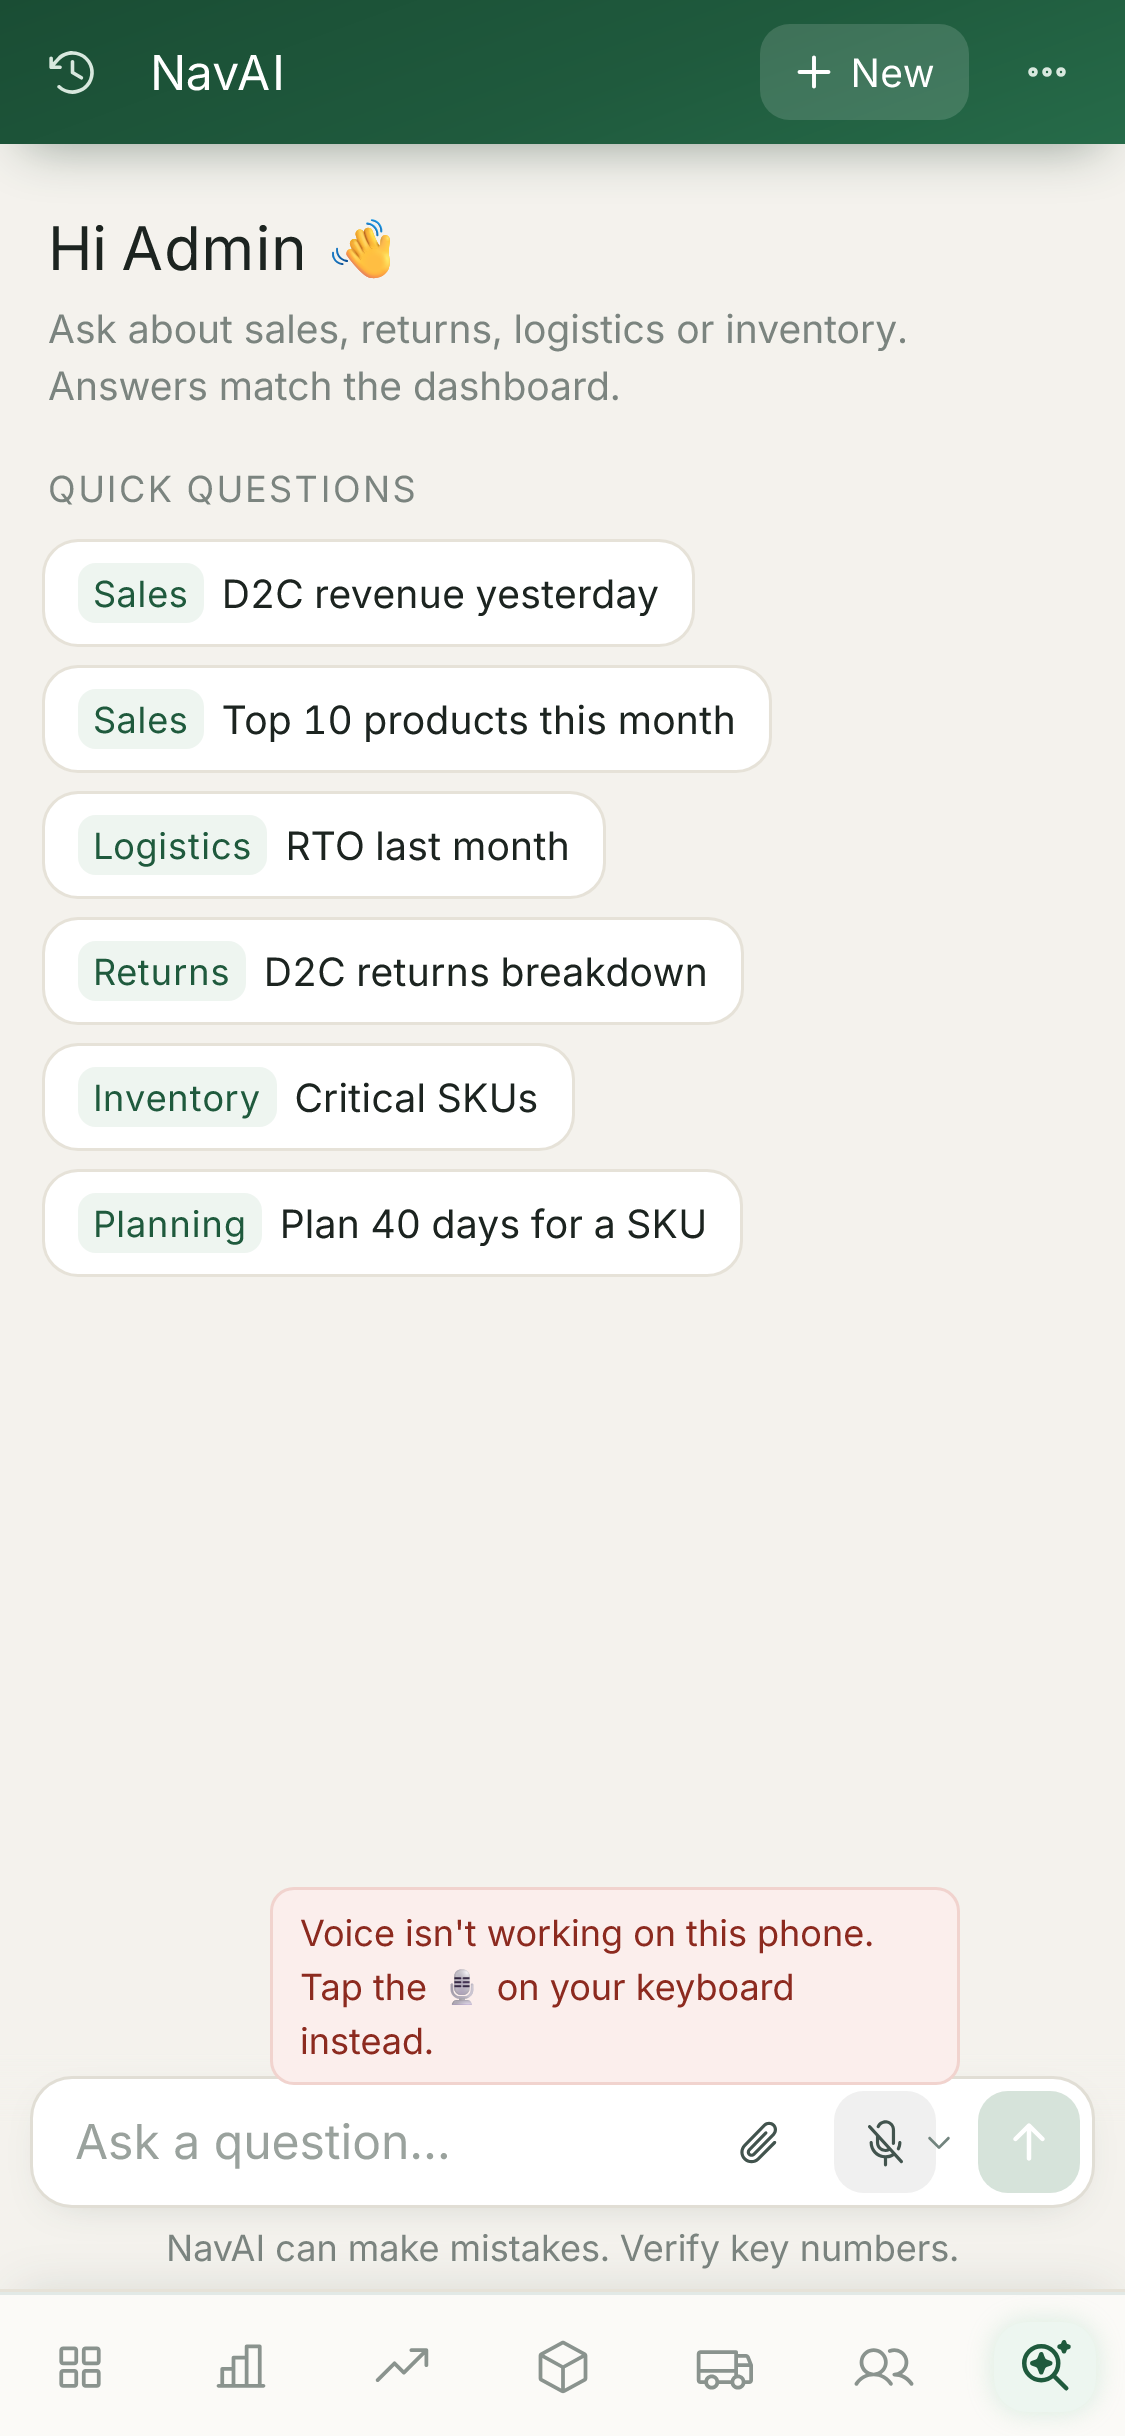 NavAI
New
Hi Admin 👋
Ask about sales, returns, logistics or inventory.
Answers match the dashboard.
QUICK QUESTIONS
Sales D2C revenue yesterday
Sales Top 10 products this month
Logistics RTO last month
Returns D2C returns breakdown
Inventory Critical SKUs
Planning Plan 40 days for a SKU
Voice isn't working on this phone.
Tap the 🎙️ on your keyboard
instead.
Ask a question...
NavAI can make mistakes. Verify key numbers.